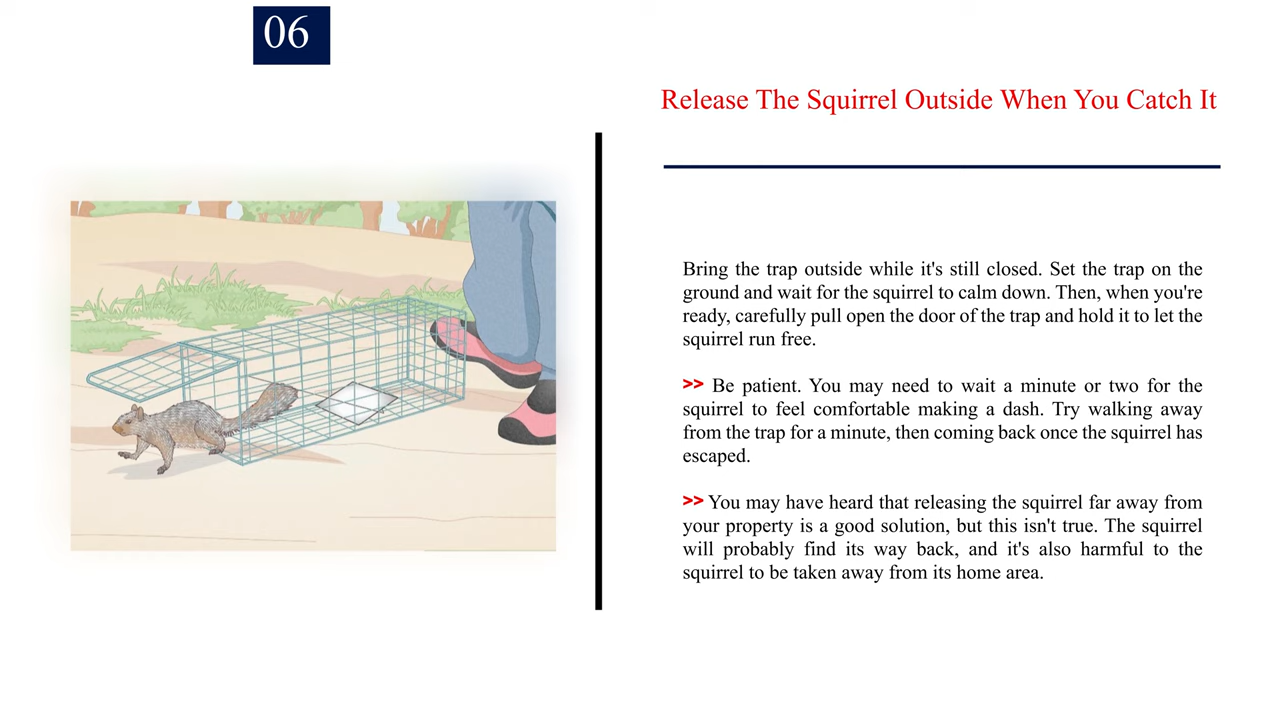 06
Release The Squirrel Outside When You Catch It
Bring the trap outside while it's still closed. Set the trap on the
ground and wait for the squirrel to calm down. Then, when you're
ready, carefully pull open the door of the trap and hold it to let the
squirrel run free.
>> Be patient. You may need to wait a minute or two for the
squirrel to feel comfortable making a dash. Try walking away
from the trap for a minute, then coming back once the squirrel has
escaped.
>> You may have heard that releasing the squirrel far away from
your property is a good solution, but this isn't true. The squirrel
will probably find its way back, and it's also harmful to the
squirrel to be taken away from its home area.